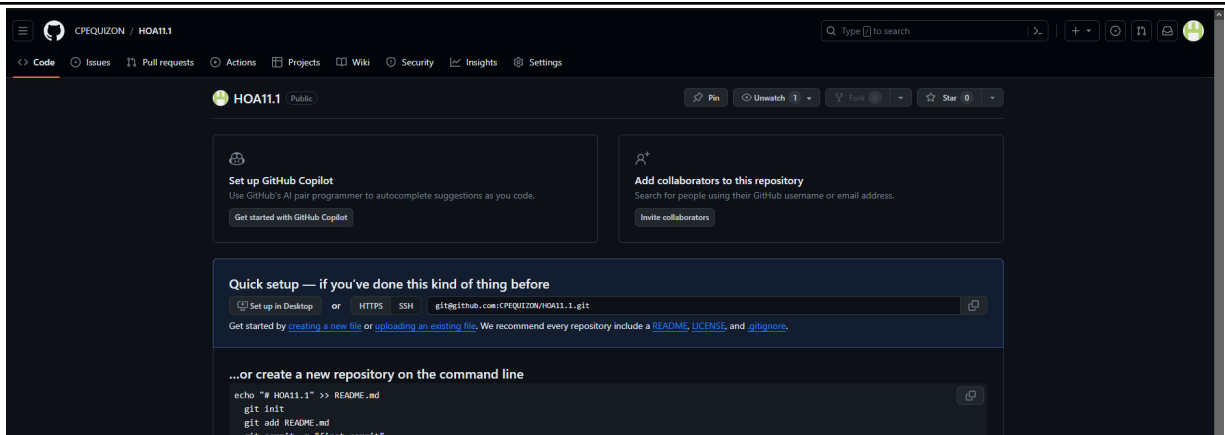 CPEQUIZON / HOA11.1
Type / to search
Code Issues Pull requests Actions Projects Wiki Security Insights Settings
HOA11.1 Public
Pin Unwatch 1 Fork 0 Star 0
Set up GitHub Copilot
Use GitHub's AI pair programmer to autocomplete suggestions as you code.
Get started with GitHub Copilot
Add collaborators to this repository
Search for people using their GitHub username or email address.
Invite collaborators
Quick setup — if you've done this kind of thing before
Set up in Desktop or HTTPS SSH git@github.com:CPEQUIZON/HOA11.1.git
Get started by creating a new file or uploading an existing file. We recommend every repository include a README, LICENSE, and .gitignore.
...or create a new repository on the command line
echo "# HOA11.1" >> README.md
git init
git add README.md